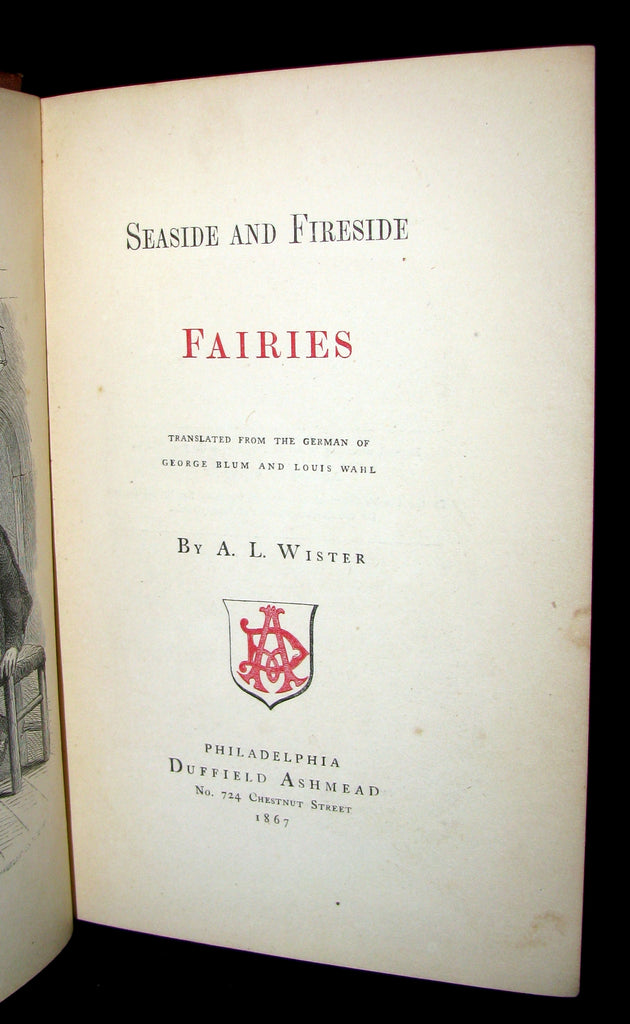 SEASIDE AND FIRESIDE
FAIRIES
TRANSLATED FROM THE GERMAN OF
GEORGE BLUM AND LOUIS WAHL
BY A. L. WISTER
PHILADELPHIA
DUFFIELD ASHMEAD
No. 724 CHESTNUT STREET
1867